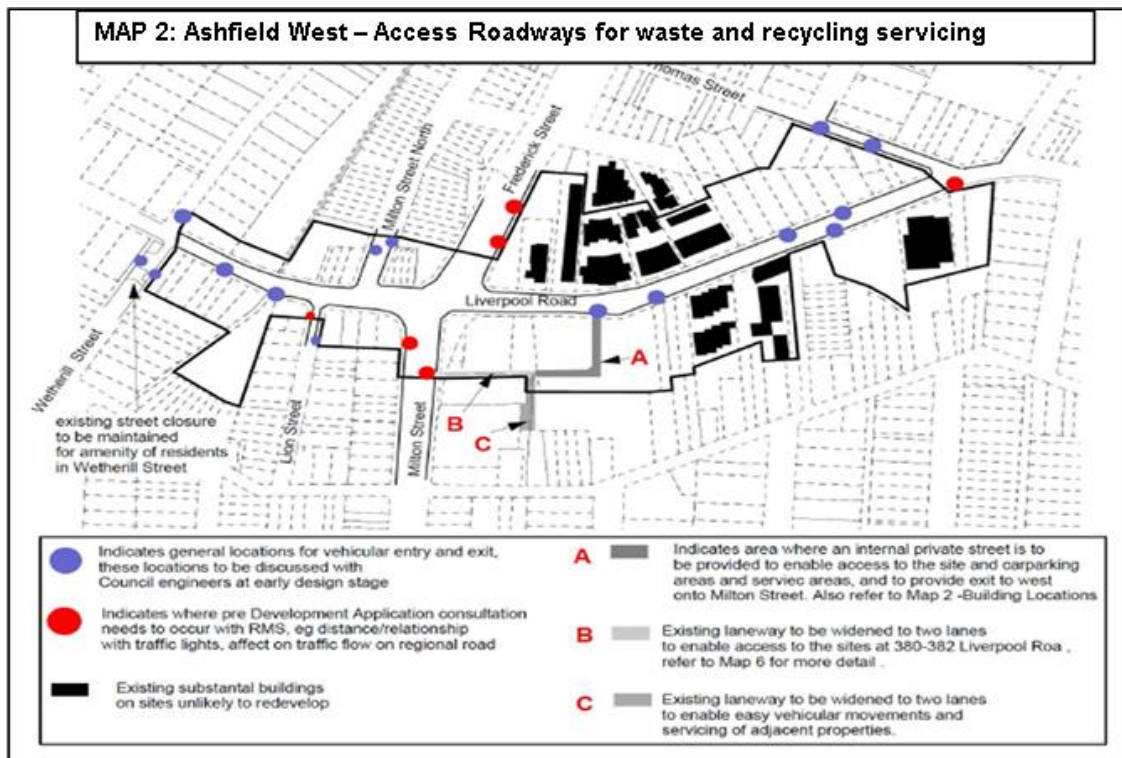 MAP 2: Ashfield West – Access Roadways for waste and recycling servicing
Thomas Street
Frederick Street
Milton Street North
Liverpool Road
A
B
C
Wetherill Street
Lion Street
Milton Street
existing street closure
to be maintained
for amenity of residents
in Wetherill Street
Indicates general locations for vehicular entry and exit,
these locations to be discussed with
Council engineers at early design stage
Indicates where pre Development Application consultation
needs to occur with RMS, eg distance/relationship
with traffic lights, affect on traffic flow on regional road
Existing substantal buildings
on sites unlikely to redevelop
A
Indicates area where an internal private street is to
be provided to enable access to the site and carparking
areas and serviec areas, and to provide exit to west
onto Milton Street. Also refer to Map 2 -Building Locations
B
Existing laneway to be widened to two lanes
to enable access to the sites at 380-382 Liverpool Roa ,
refer to Map 6 for more detail .
C
Existing laneway to be widened to two lanes
to enable easy vehicular movements and
servicing of adjacent properties.